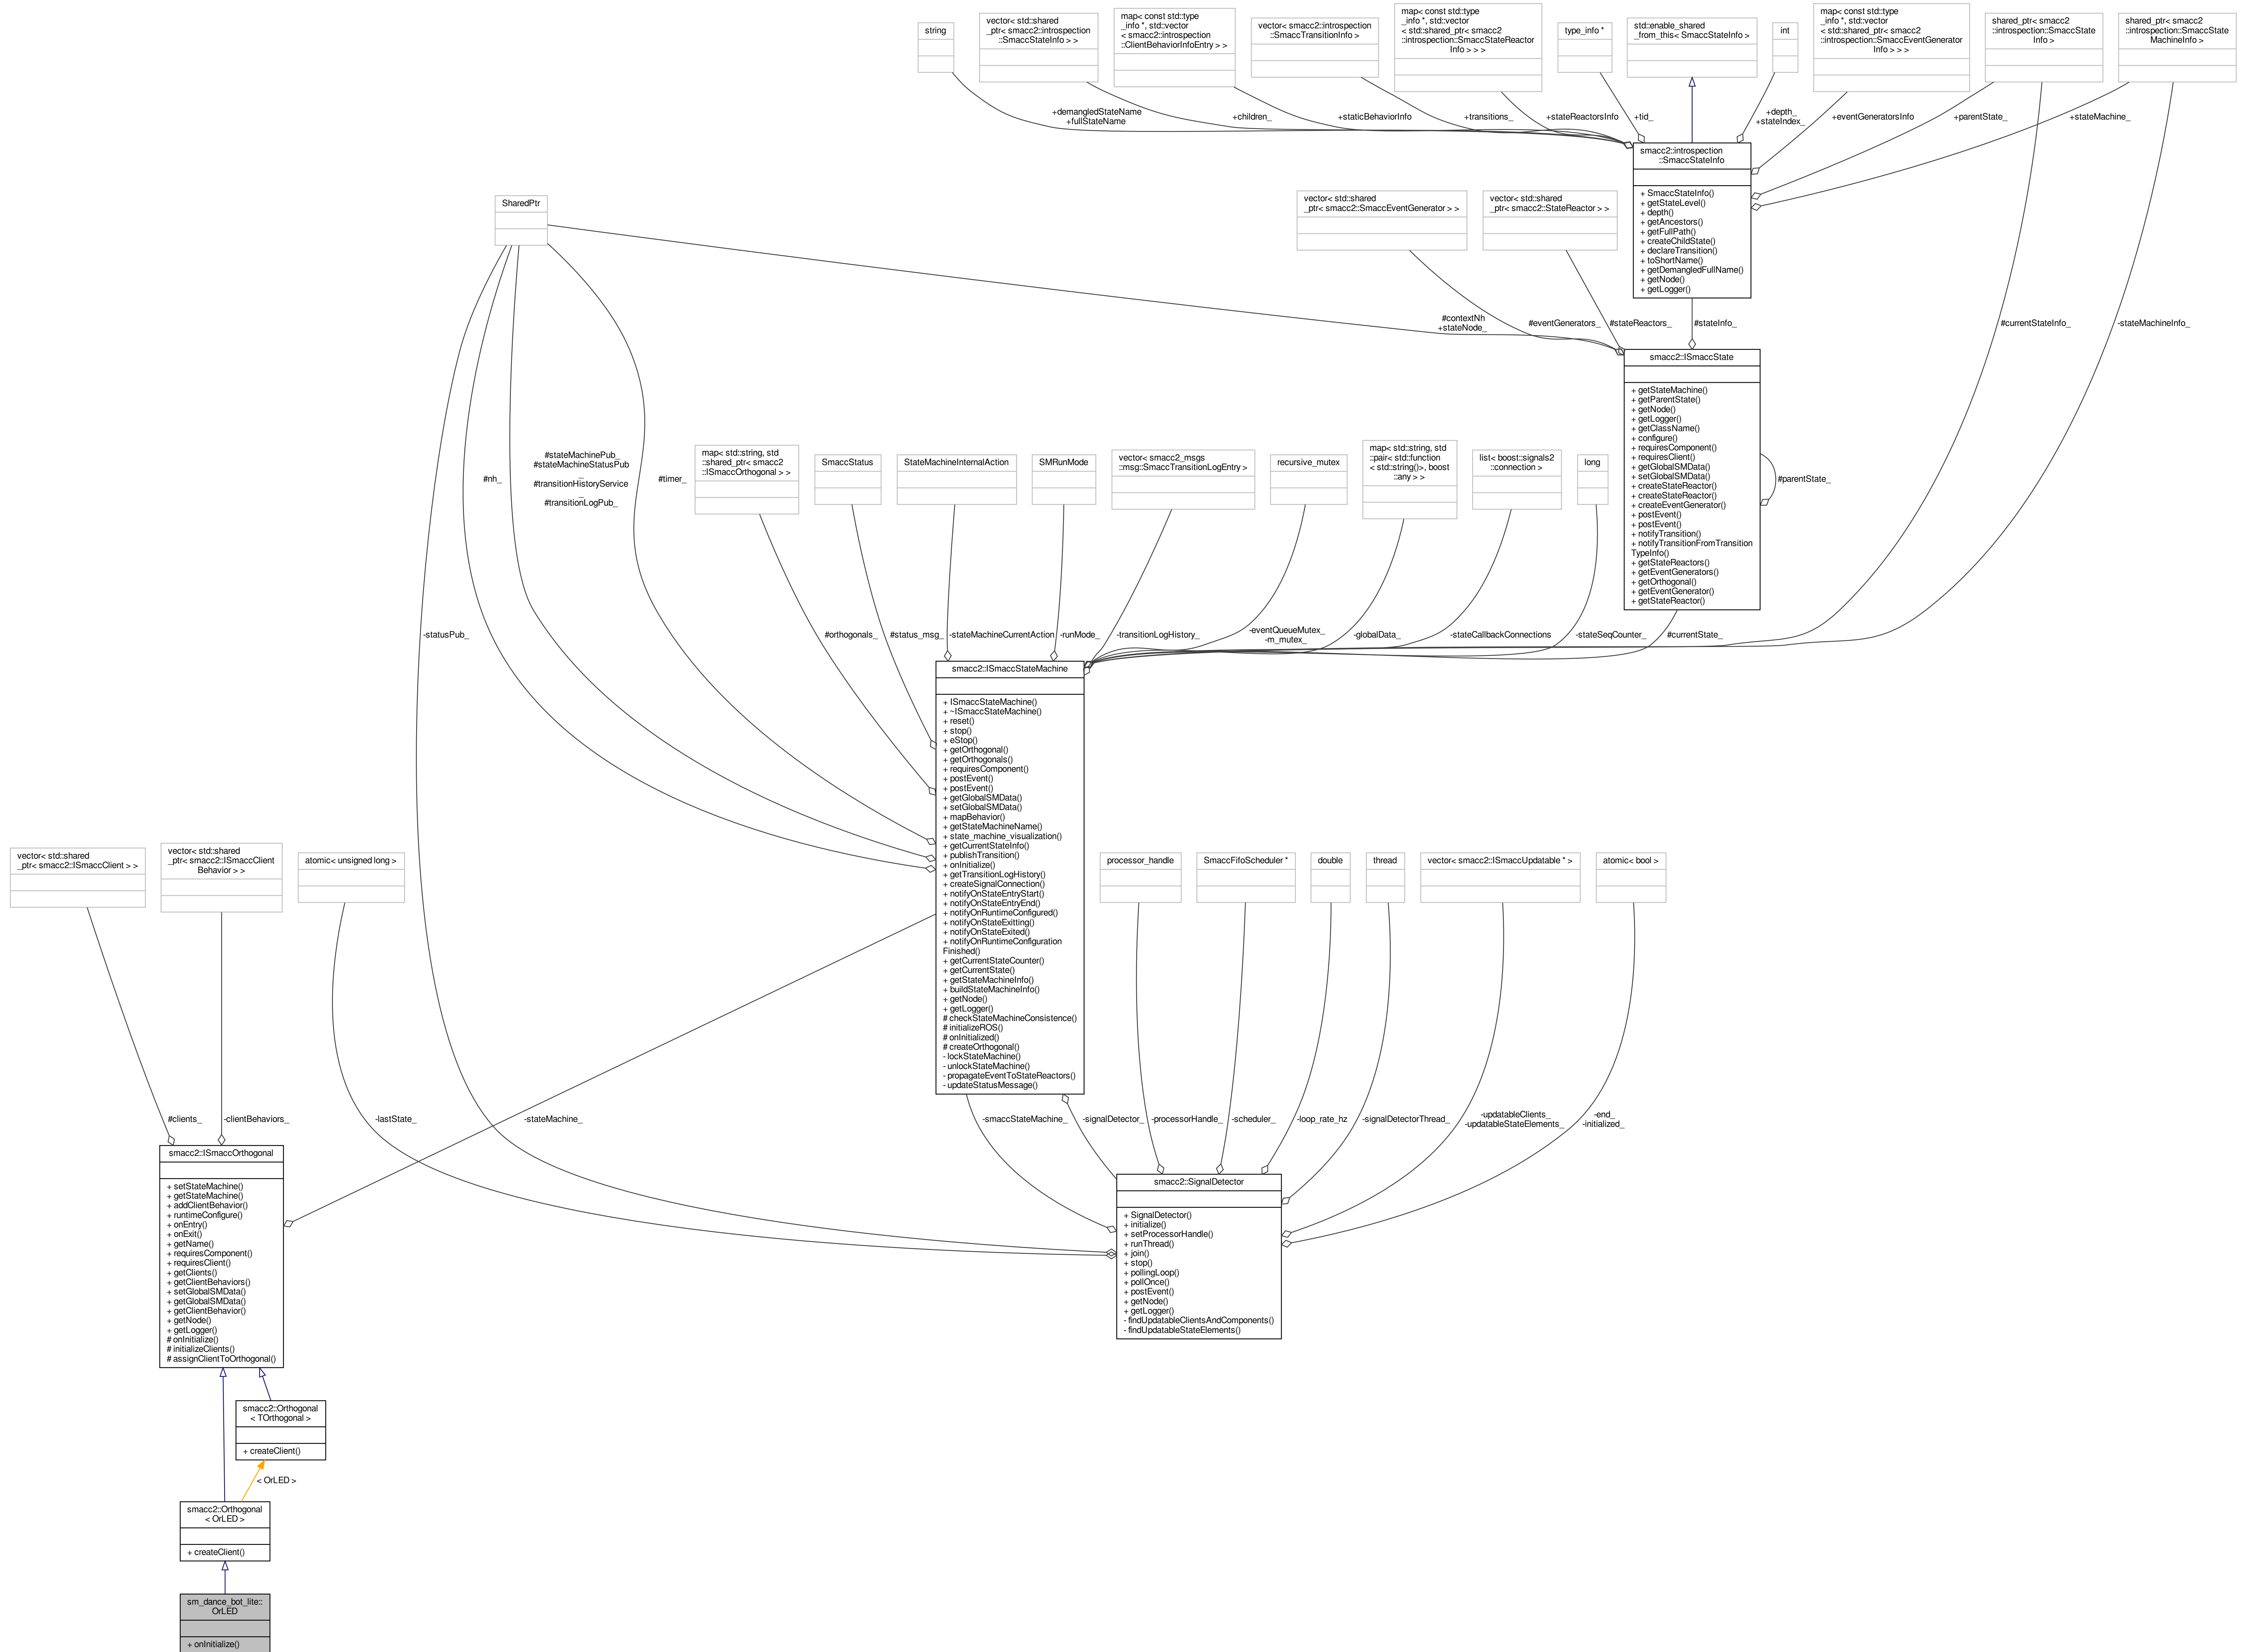 string
vector< std::shared
_ptr< smacc2::introspection
::SmaccStateInfo > >
map< const std::type
_info *, std::vector
< smacc2::introspection
::ClientBehaviorInfoEntry > >
vector< smacc2::introspection
::SmaccTransitionInfo >
map< const std::type
_info *, std::vector
< std::shared_ptr< smacc2
::introspection::SmaccStateReactor
Info > > >
type_info *
std::enable_shared
_from_this< SmaccStateInfo >
int
map< const std::type
_info *, std::vector
< std::shared_ptr< smacc2
::introspection::SmaccEventGenerator
Info > > >
shared_ptr< smacc2
::introspection::SmaccState
Info >
shared_ptr< smacc2
::introspection::SmaccState
MachineInfo >
+demangledStateName
+fullStateName
+children_
+staticBehaviorInfo
+transitions_
+stateReactorsInfo
+tid_
+depth_
+stateIndex_
+eventGeneratorsInfo
+parentState_
+stateMachine_
smacc2::introspection
::SmaccStateInfo
+ SmaccStateInfo()
+ getStateLevel()
+ depth()
+ getAncestors()
+ getFullPath()
+ createChildState()
+ declareTransition()
+ toShortName()
+ getDemangledFullName()
+ getNode()
+ getLogger()
SharedPtr
vector< std::shared
_ptr< smacc2::SmaccEventGenerator > >
vector< std::shared
_ptr< smacc2::StateReactor > >
#contextNh
+stateNode_
#eventGenerators_
#stateReactors_
#stateInfo_
#currentStateInfo_
-stateMachineInfo_
smacc2::ISmaccState
+ getStateMachine()
+ getParentState()
+ getNode()
+ getLogger()
+ getClassName()
+ configure()
+ requiresComponent()
+ requiresClient()
+ getGlobalSMData()
+ setGlobalSMData()
+ createStateReactor()
+ createStateReactor()
+ createEventGenerator()
+ postEvent()
+ postEvent()
+ notifyTransition()
+ notifyTransitionFromTransition
TypeInfo()
+ getStateReactors()
+ getEventGenerators()
+ getOrthogonal()
+ getEventGenerator()
+ getStateReactor()
#parentState_
#nh_
#stateMachinePub_
#stateMachineStatusPub
_
#transitionHistoryService
_
#transitionLogPub_
#timer_
map< std::string, std
::shared_ptr< smacc2
::ISmaccOrthogonal > >
SmaccStatus
StateMachineInternalAction
SMRunMode
vector< smacc2_msgs
::msg::SmaccTransitionLogEntry >
recursive_mutex
map< std::string, std
::pair< std::function
< std::string()>, boost
::any > >
list< boost::signals2
::connection >
long
-statusPub_
#orthogonals_
#status_msg_
-stateMachineCurrentAction
-runMode_
-transitionLogHistory_
-eventQueueMutex_
-m_mutex_
-globalData_
-stateCallbackConnections
-stateSeqCounter_
#currentState_
smacc2::ISmaccStateMachine
+ ISmaccStateMachine()
+ ~ISmaccStateMachine()
+ reset()
+ stop()
+ eStop()
+ getOrthogonal()
+ getOrthogonals()
+ requiresComponent()
+ postEvent()
+ postEvent()
+ getGlobalSMData()
+ setGlobalSMData()
+ mapBehavior()
+ getStateMachineName()
+ state_machine_visualization()
+ getCurrentStateInfo()
+ publishTransition()
+ onInitialize()
+ getTransitionLogHistory()
+ createSignalConnection()
+ notifyOnStateEntryStart()
+ notifyOnStateEntryEnd()
+ notifyOnRuntimeConfigured()
+ notifyOnStateExitting()
+ notifyOnStateExited()
+ notifyOnRuntimeConfiguration
Finished()
+ getCurrentStateCounter()
+ getCurrentState()
+ getStateMachineInfo()
+ buildStateMachineInfo()
+ getNode()
+ getLogger()
# checkStateMachineConsistence()
# initializeROS()
# onInitialized()
# createOrthogonal()
- lockStateMachine()
- unlockStateMachine()
- propagateEventToStateReactors()
- updateStatusMessage()
vector< std::shared
_ptr< smacc2::ISmaccClient > >
vector< std::shared
_ptr< smacc2::ISmaccClient
Behavior > >
atomic< unsigned long >
processor_handle
SmaccFifoScheduler *
double
thread
vector< smacc2::ISmaccUpdatable * >
atomic< bool >
#clients_
-clientBehaviors_
-lastState_
-stateMachine_
-smaccStateMachine_
-signalDetector_
-processorHandle_
-scheduler_
-loop_rate_hz
-signalDetectorThread_
-updatableClients_
-updatableStateElements_
-end_
-initialized_
smacc2::ISmaccOrthogonal
+ setStateMachine()
+ getStateMachine()
+ addClientBehavior()
+ runtimeConfigure()
+ onEntry()
+ onExit()
+ getName()
+ requiresComponent()
+ requiresClient()
+ getClients()
+ getClientBehaviors()
+ setGlobalSMData()
+ getGlobalSMData()
+ getClientBehavior()
+ getNode()
+ getLogger()
# onInitialize()
# initializeClients()
# assignClientToOrthogonal()
smacc2::SignalDetector
+ SignalDetector()
+ initialize()
+ setProcessorHandle()
+ runThread()
+ join()
+ stop()
+ pollingLoop()
+ pollOnce()
+ postEvent()
+ getNode()
+ getLogger()
- findUpdatableClientsAndComponents()
- findUpdatableStateElements()
smacc2::Orthogonal
< TOrthogonal >
+ createClient()
< OrLED >
smacc2::Orthogonal
< OrLED >
+ createClient()
sm_dance_bot_lite::
OrLED
+ onInitialize()